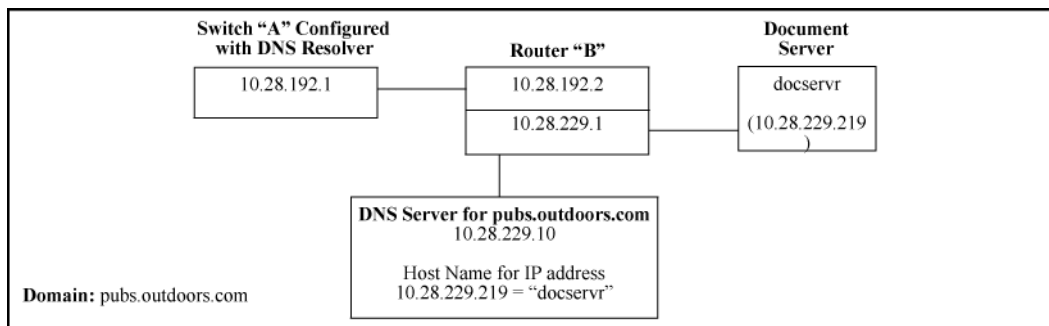 Switch “A” Configured
with DNS Resolver
10.28.192.1
Router “B”
10.28.192.2
10.28.229.1
Document
Server
docservr
(10.28.229.219
)
DNS Server for pubs.outdoors.com
10.28.229.10
Host Name for IP address
10.28.229.219 = “docservr”
Domain: pubs.outdoors.com